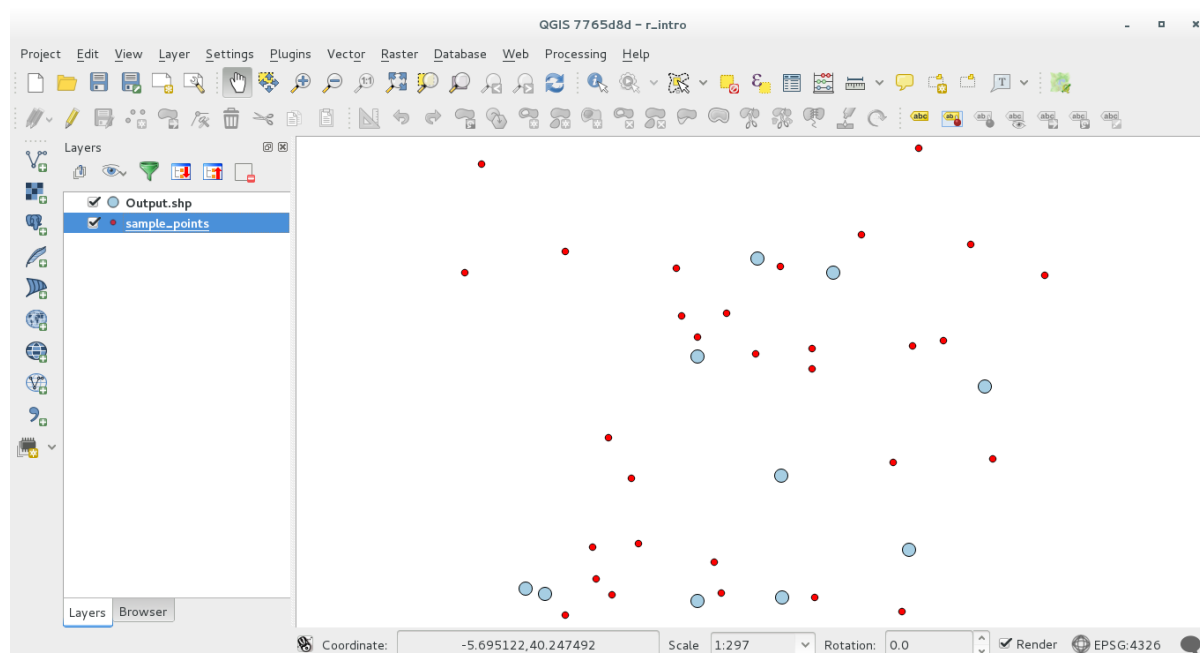 QGIS 7765d8d - r_intro
Project Edit View Layer Settings Plugins Vector Raster Database Web Processing Help
Layers
Output.shp
sample_points
Layers Browser
Coordinate: -5.695122,40.247492 Scale 1:297 Rotation: 0.0 Render EPSG:4326